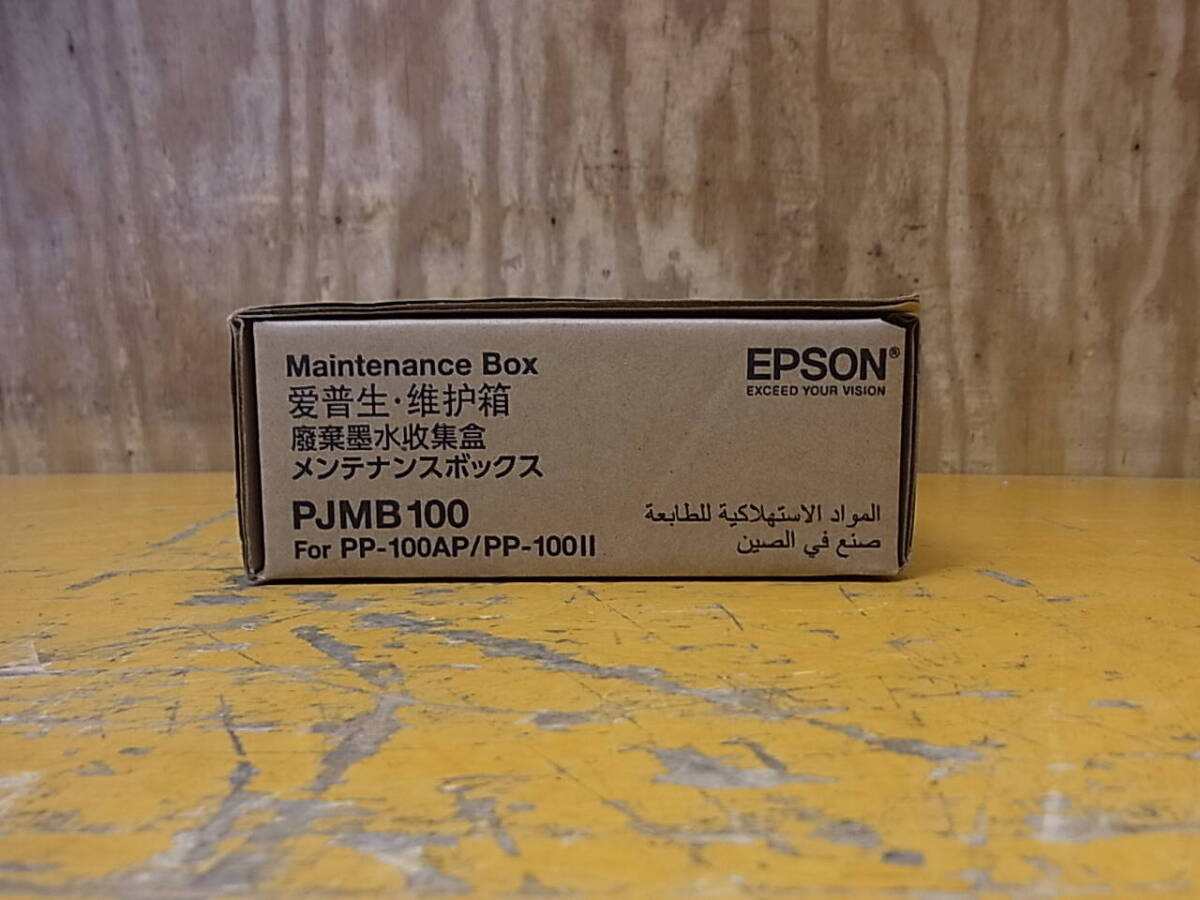 Maintenance Box
爱普生·维护箱
廢棄墨水收集盒
メンテナンスボックス
PJMB100
For PP-100AP/PP-100II
EPSON®
EXCEED YOUR VISION
المواد الاستهلاكية للطابعة
صنع في الصين